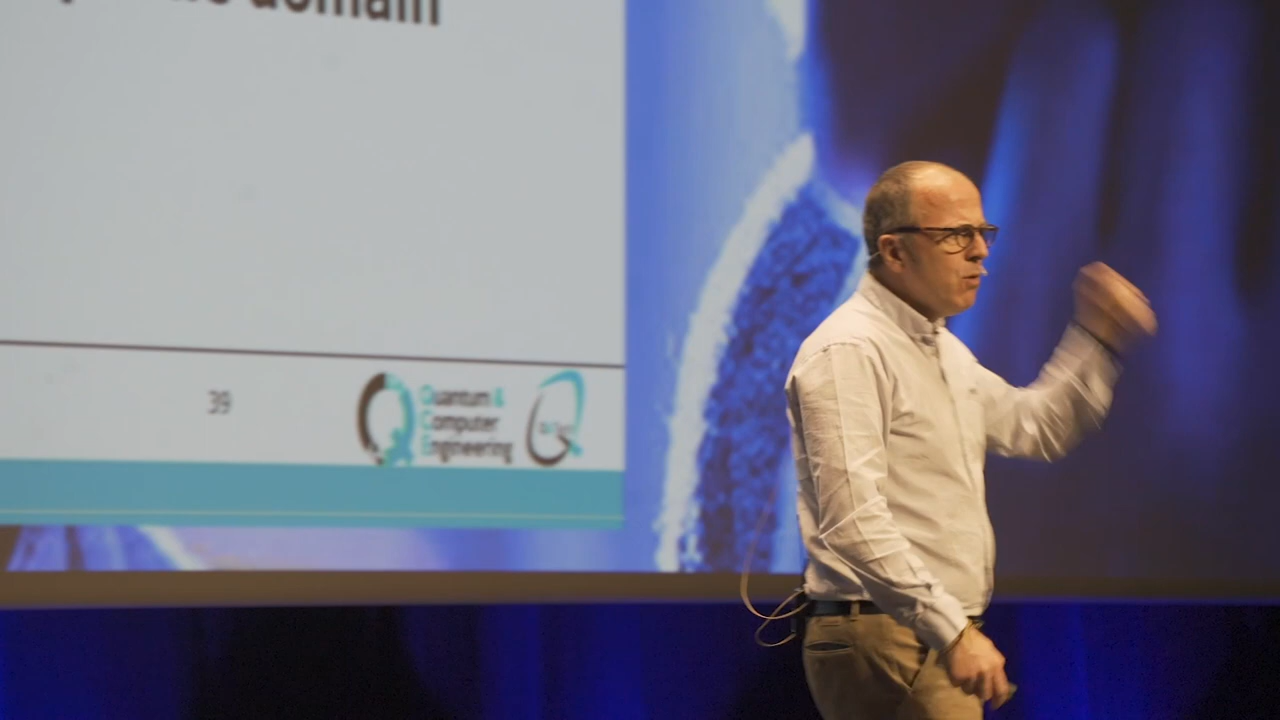 domain
39
Quantum &
Computer
Engineering